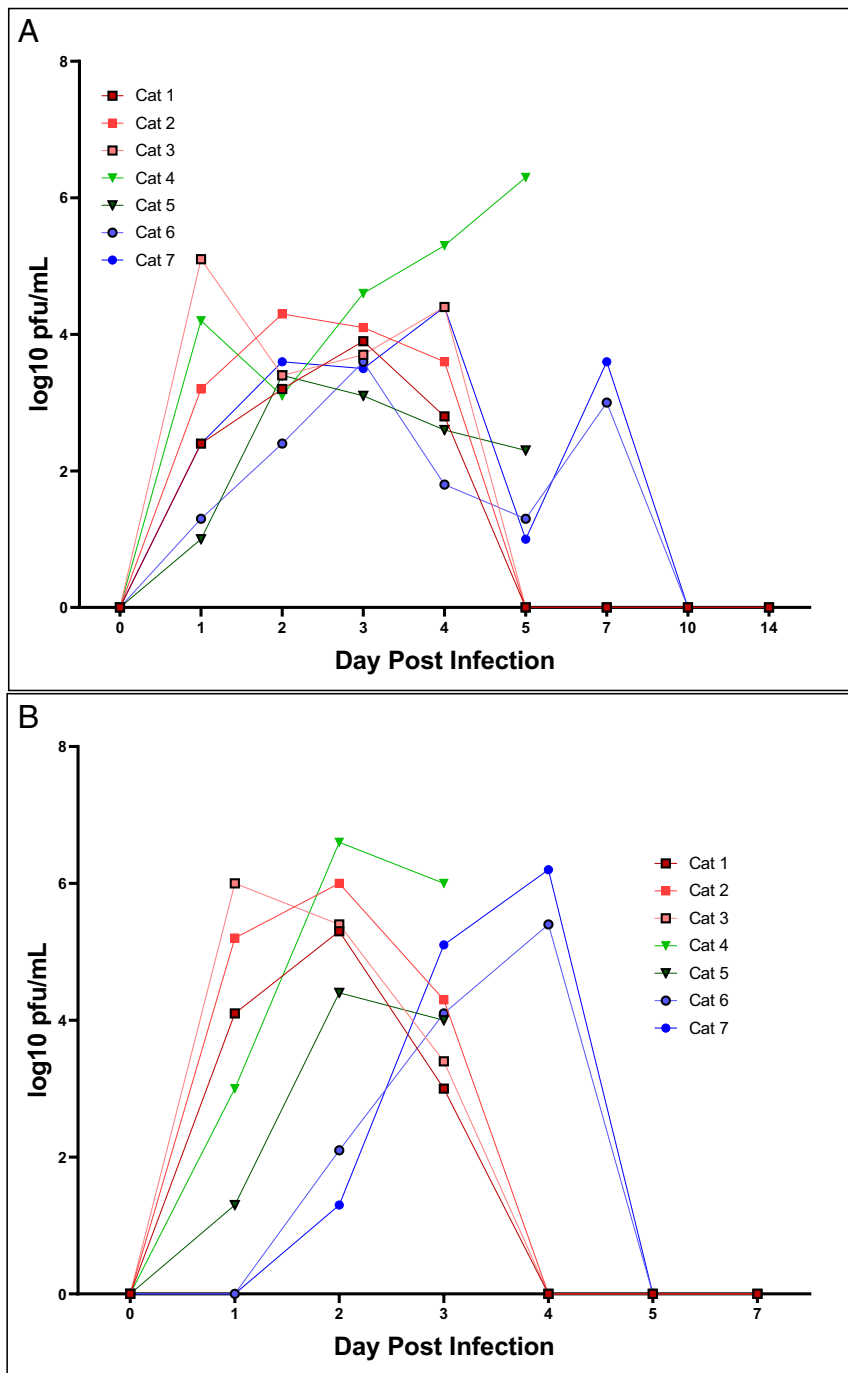 A
8
Cat 1
Cat 2
Cat 3
Cat 4
Cat 5
Cat 6
Cat 7
6
4
2
0
log10 pfu/mL
0 1 2 3 4 5 7 10 14
Day Post Infection
B
8
6
4
2
0
log10 pfu/mL
Cat 1
Cat 2
Cat 3
Cat 4
Cat 5
Cat 6
Cat 7
0 1 2 3 4 5 7
Day Post Infection